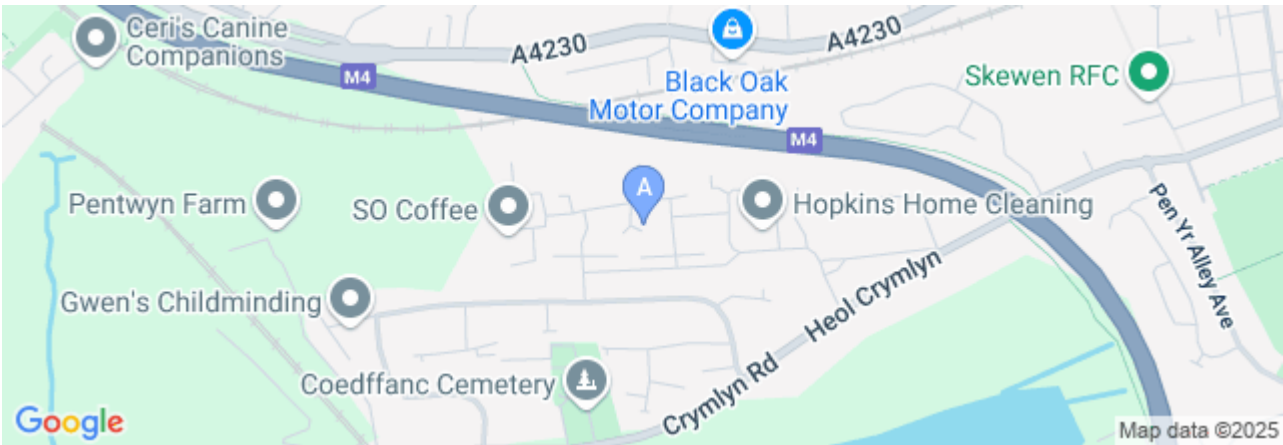 Ceri's Canine
Companions
A4230
A4230
M4
Black Oak
Motor Company
Skewen RFC
M4
Pentwyn Farm
SO Coffee
A
Hopkins Home Cleaning
Pen Yr Alley Ave
Gwen's Childminding
Heol Crymlyn
Coedffranc Cemetery
Crymlyn Rd
Google
Map data ©2025